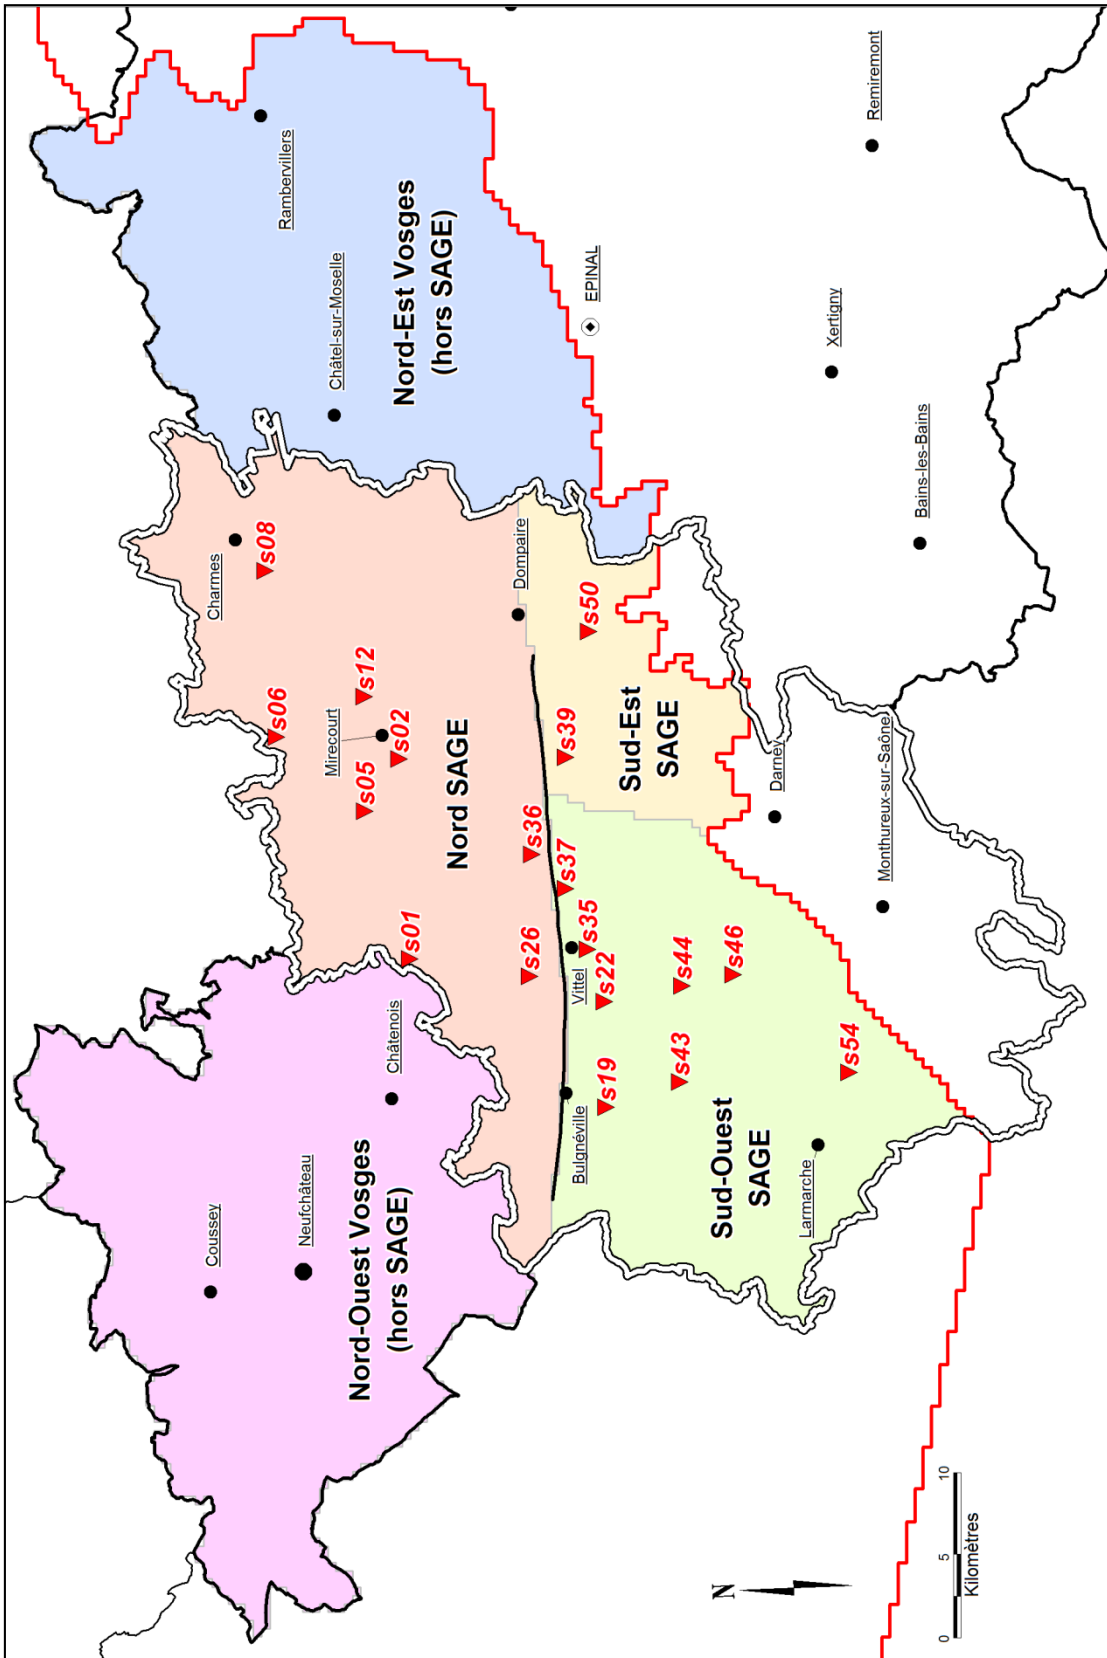 Coussey
Neufchâteau
Nord-Ouest Vosges
(hors SAGE)
Châtenois
s01
s06
s05
Mirecourt
s02
s12
Charmes
s08
Nord SAGE
Dompaire
s26
s36
Châtel-sur-Moselle
Rambervillers
Nord-Est Vosges
(hors SAGE)
EPINAL
Bulgnéville
Vittel
s37
s35
s22
s19
s39
s50
Sud-Est
SAGE
s43
s44
s46
Sud-Ouest
SAGE
Larmarche
s54
Darney
Monthureux-sur-Saône
Xertigny
Remiremont
Bains-les-Bains
N
0 5 10
Kilomètres